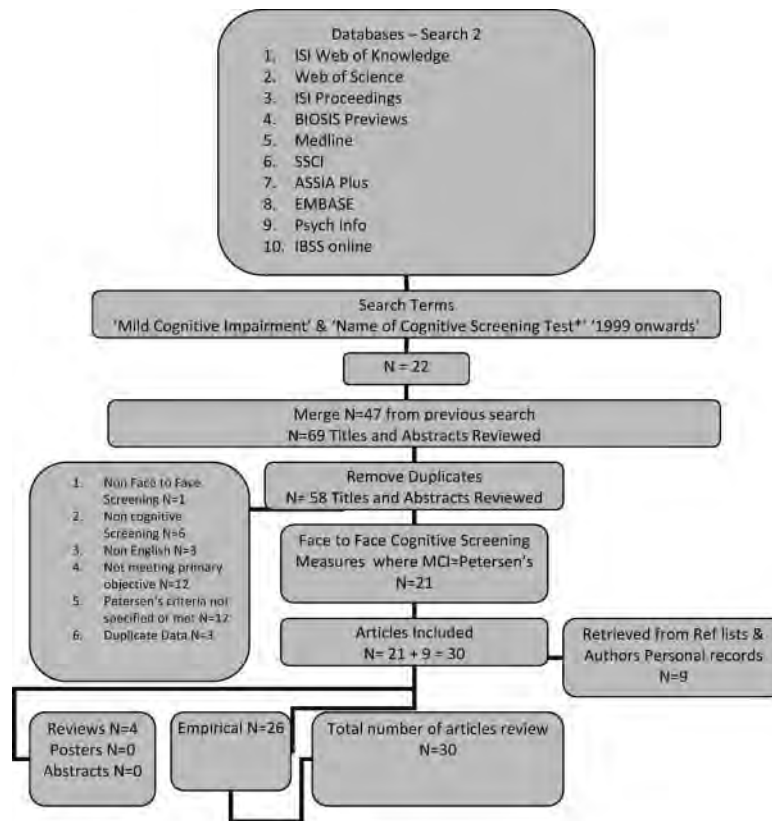 Databases – Search 2
1. ISI Web of Knowledge
2. Web of Science
3. ISI Proceedings
4. BIOSIS Previews
5. Medline
6. SSCI
7. ASSIA Plus
8. EMBASE
9. Psych Info
10. IBSS online
Search Terms
'Mild Cognitive Impairment' & 'Name of Cognitive Screening Test*' '1999 onwards'
N = 22
Merge N=47 from previous search
N=69 Titles and Abstracts Reviewed
Remove Duplicates
N= 58 Titles and Abstracts Reviewed
1. Non Face to Face
Screening N=1
2. Non cognitive
Screening N=6
3. Non English N=3
4. Not meeting primary
objective N=12
5. Petersen's criteria not
specified or met N=12
6. Duplicate Data N=3
Face to Face Cognitive Screening
Measures where MCI=Petersen's
N=21
Articles Included
N= 21 + 9 = 30
Retrieved from Ref lists &
Authors Personal records
N=9
Reviews N=4
Posters N=0
Abstracts N=0
Empirical N=26
Total number of articles review
N=30